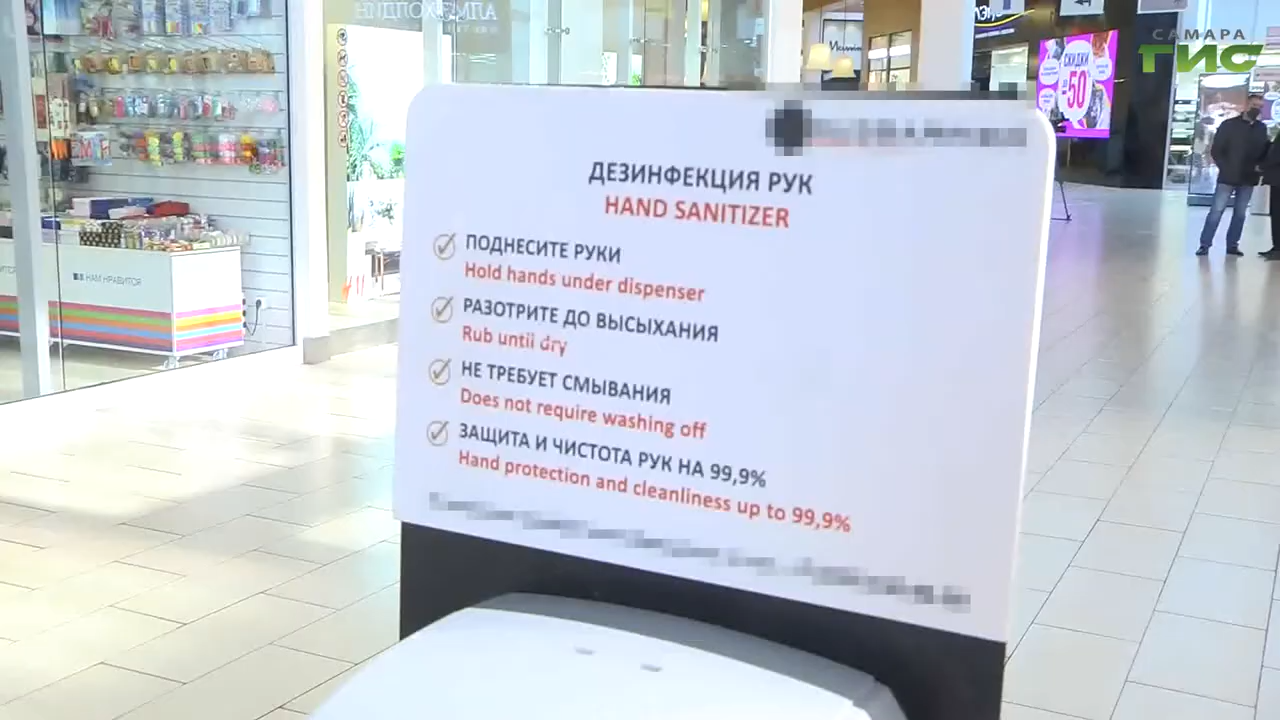 САМАРА
ГИС
СКИДКИ
ДО
50
НАМ НРАВИТСЯ
ДЕЗИНФЕКЦИЯ РУК
HAND SANITIZER
ПОДНЕСИТЕ РУКИ
Hold hands under dispenser
РАЗОТРИТЕ ДО ВЫСЫХАНИЯ
Rub until dry
НЕ ТРЕБУЕТ СМЫВАНИЯ
Does not require washing off
ЗАЩИТА И ЧИСТОТА РУК НА 99,9%
Hand protection and cleanliness up to 99,9%